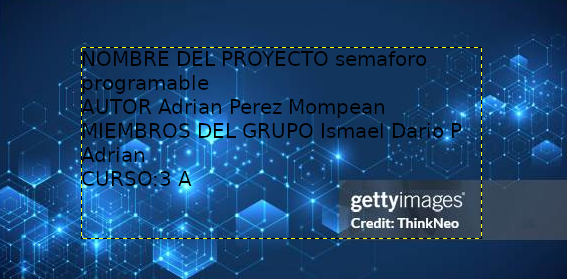 NOMBRE DEL PROYECTO semaforo
programable
AUTOR Adrian Perez Mompean
MIEMBROS DEL GRUPO Ismael Dario P
Adrian
CURSO:3 A
gettyimages
Credit: ThinkNeo